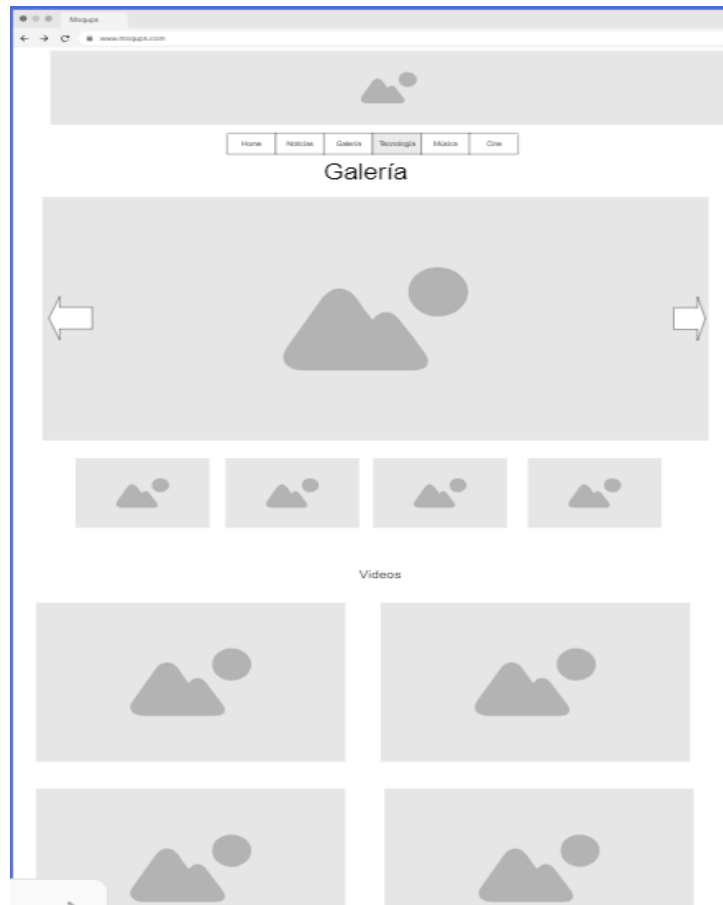 Moqups
www.moqups.com
Home Noticias Galería Tecnología Música Cine
Galería
Videos